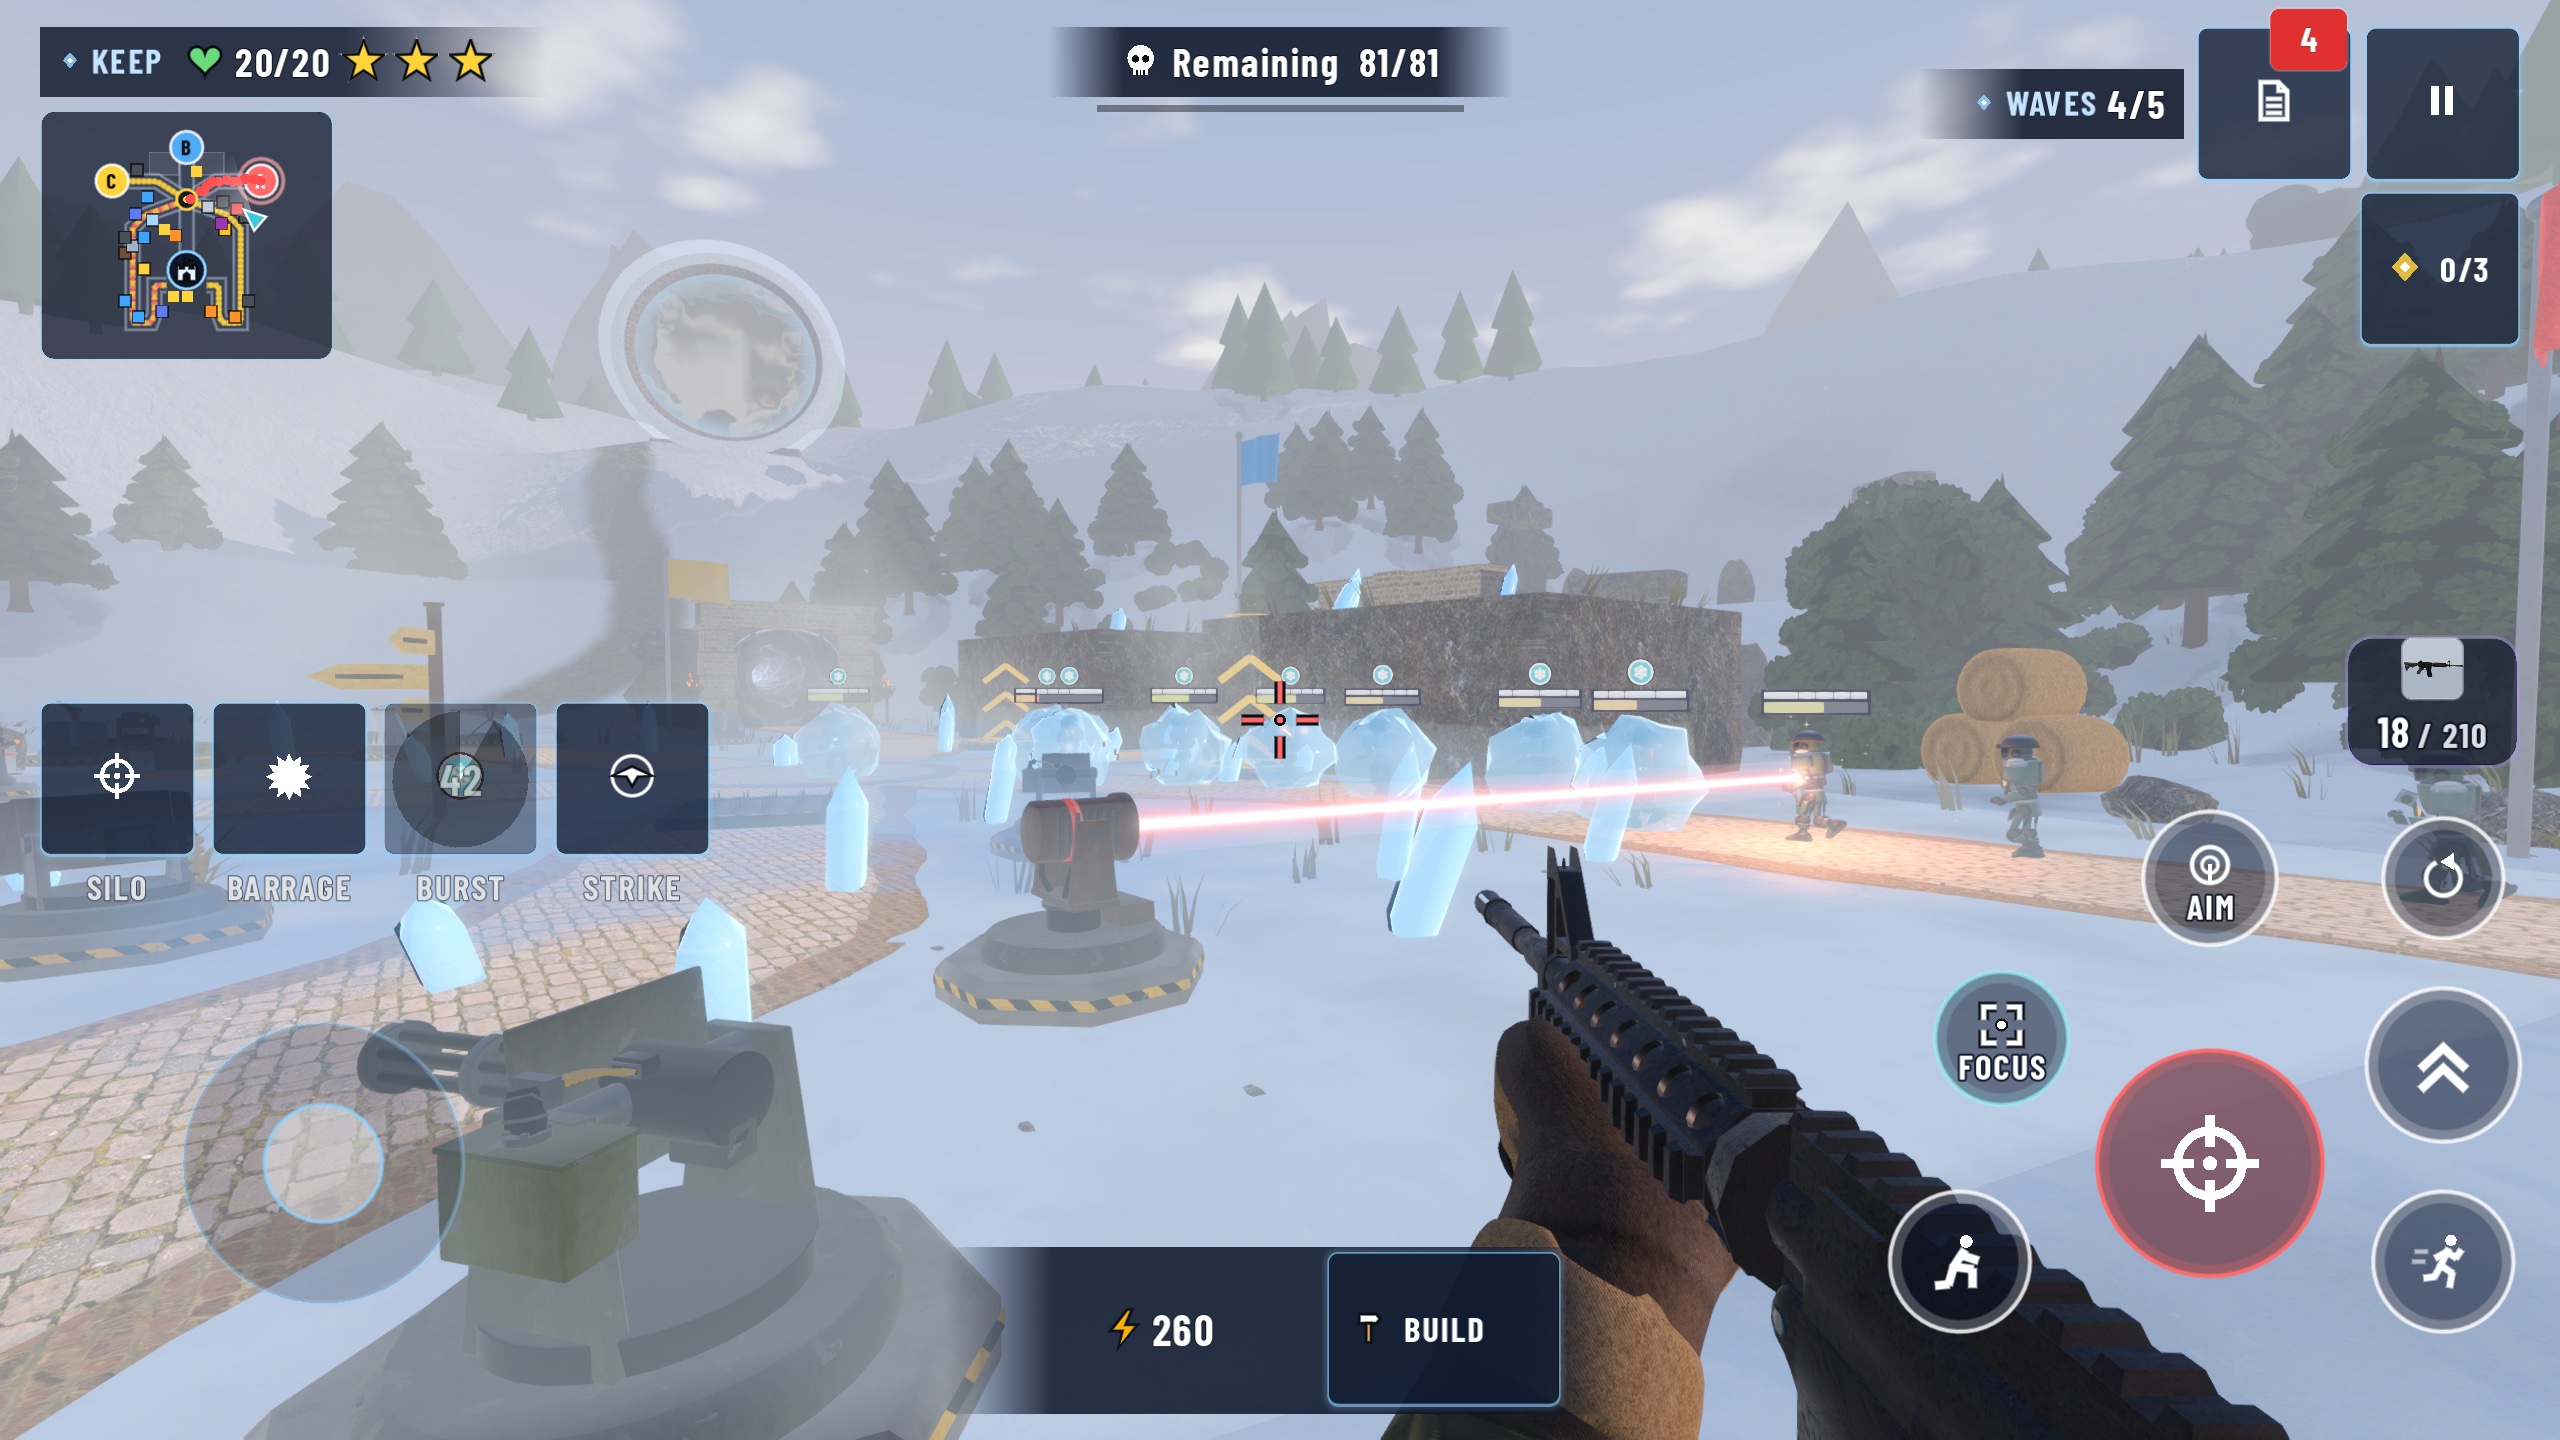 KEEP 20/20
Remaining 81/81
WAVES 4/5
4
B
C
0/3
18 / 210
42
SILO
BARRAGE
BURST
STRIKE
AIM
FOCUS
260
BUILD